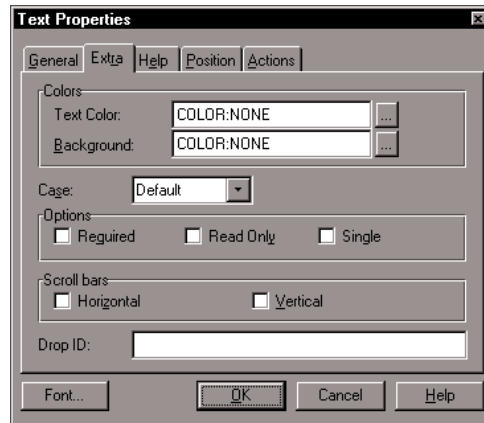 Text Properties
General Extra Help Position Actions
Colors
Text Color: COLOR:NONE ...
Background: COLOR:NONE ...
Case: Default
Options
Required Read Only Single
Scroll bars
Horizontal Vertical
Drop ID:
Font... OK Cancel Help